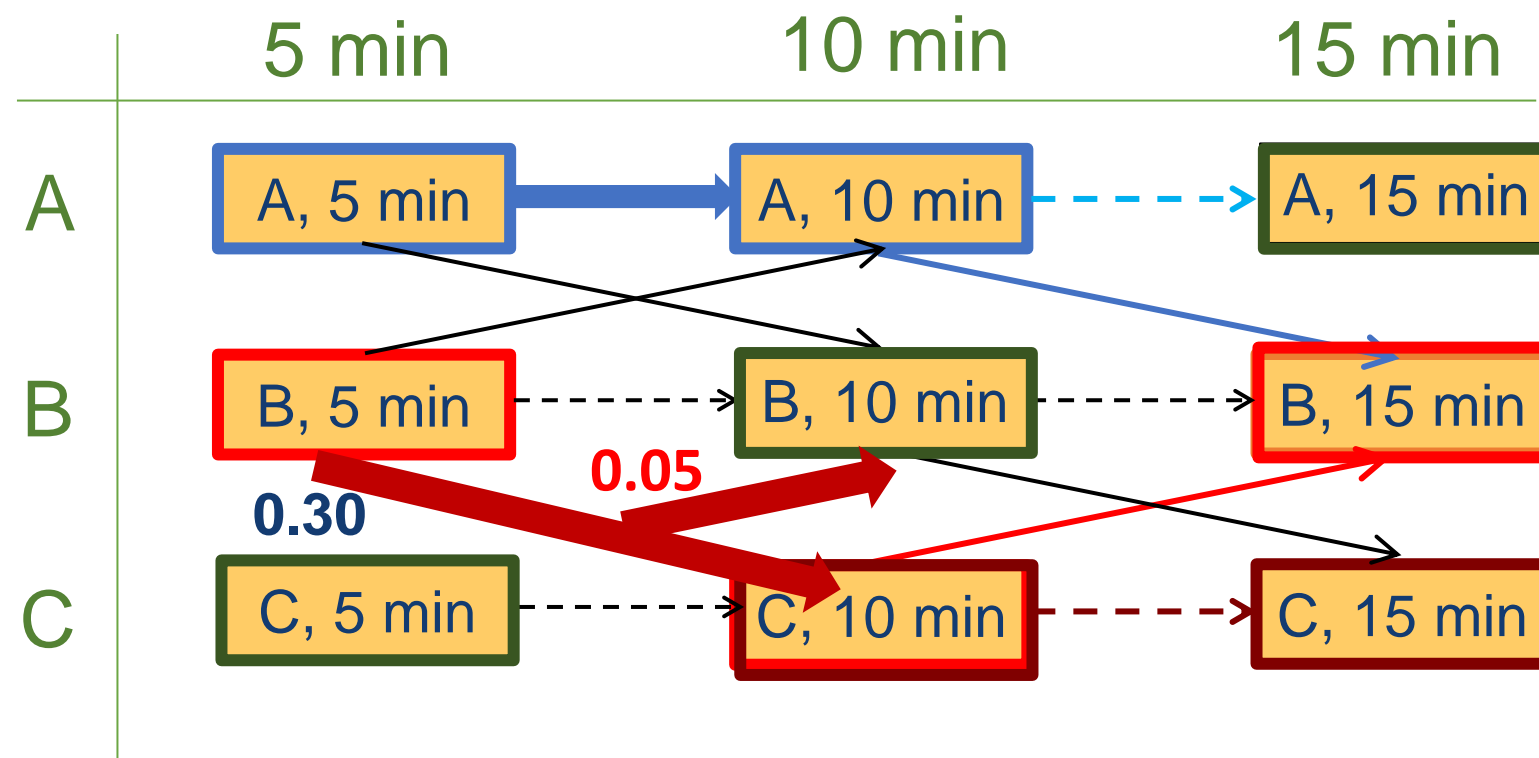 5 min 10 min 15 min
A A, 5 min A, 10 min A, 15 min
B B, 5 min B, 10 min B, 15 min
0.05
0.30
C C, 5 min C, 10 min C, 15 min